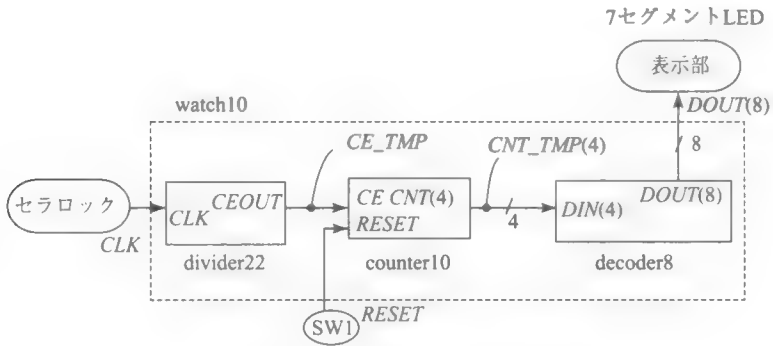 7セグメントLED
表示部
DOUT(8)
watch10
8
CE_TMP
CNT_TMP(4)
セラロック
CLK
CLK
CEOUT
divider22
CE CNT(4)
RESET
counter10
4
DIN(4)
DOUT(8)
decoder8
SW1
RESET